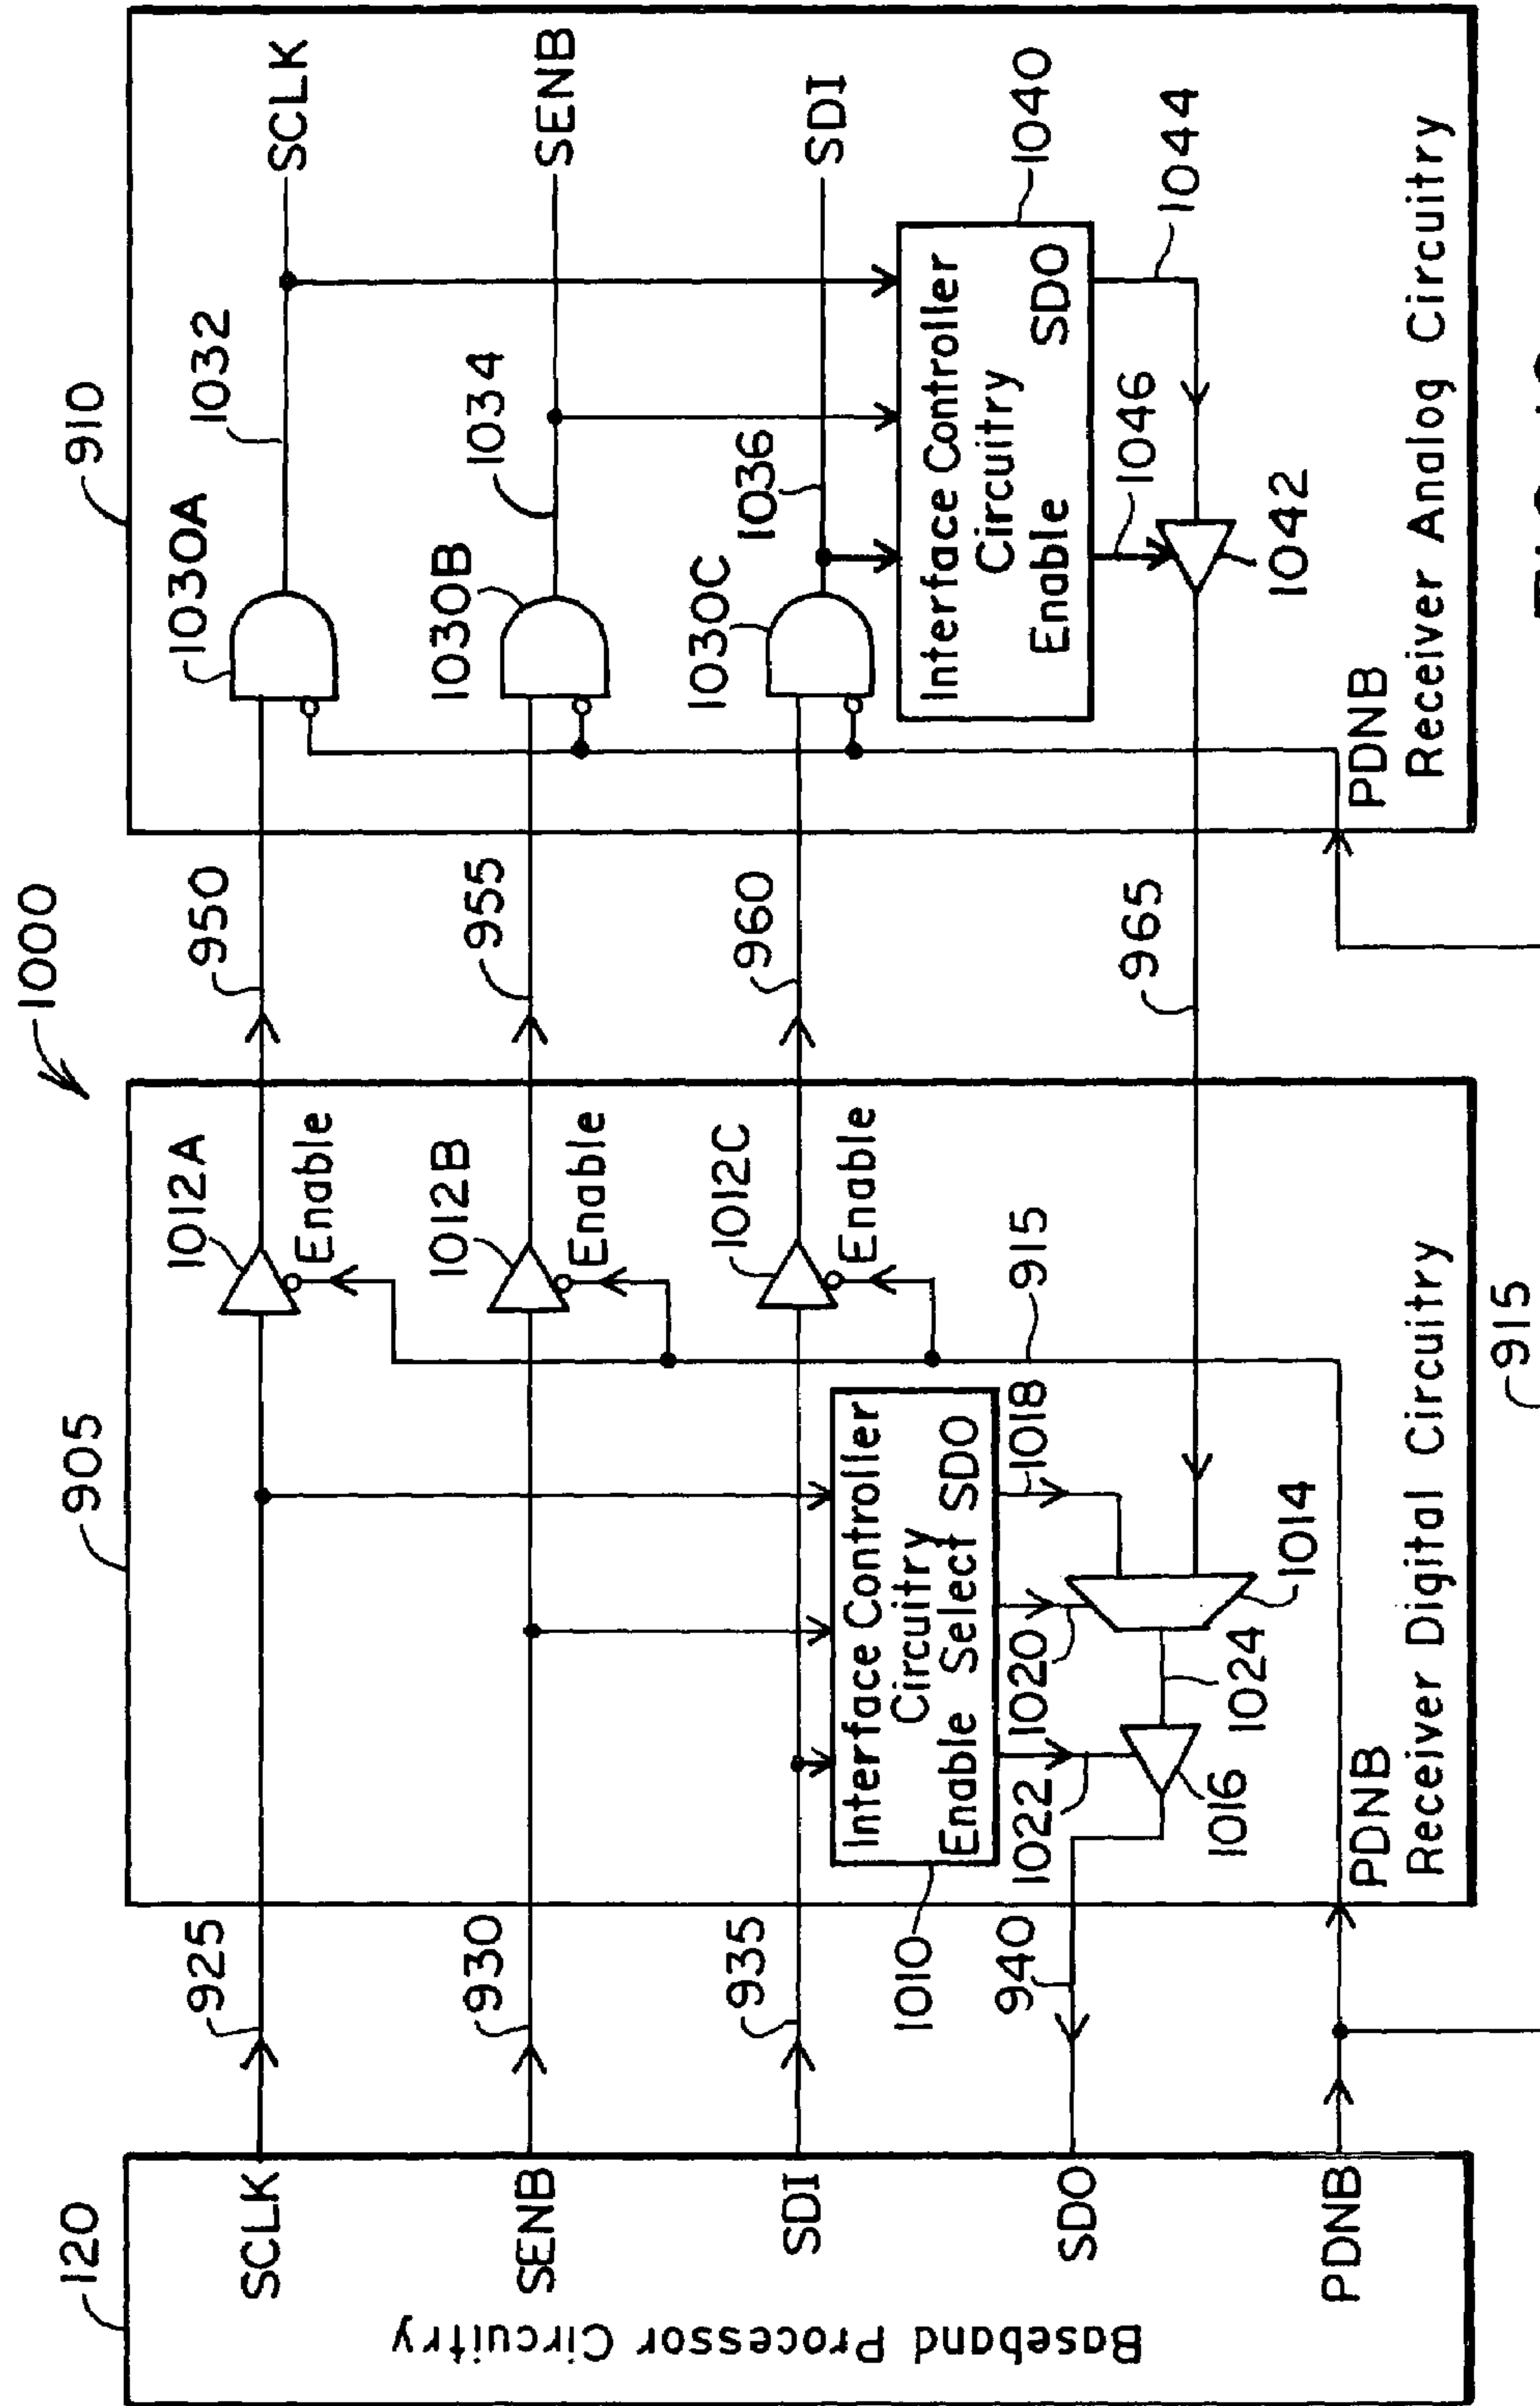 1000
120
905
910
SCLK
925
1012A
Enable
950
1030A
1032
SCLK
SENB
930
1012B
Enable
955
1030B
1034
SENB
SDI
935
1012C
Enable
960
1030C
1036
SDI
Baseband Processor Circuitry
Interface Controller
Circuitry
Enable Select SDO
1010
1022
1020
1018
915
Interface Controller
Circuitry
Enable SDO
1040
1046
1044
SDO
940
1016
1024
1014
965
1042
PDNB
PDNB
PDNB
Receiver Digital Circuitry
Receiver Analog Circuitry
915